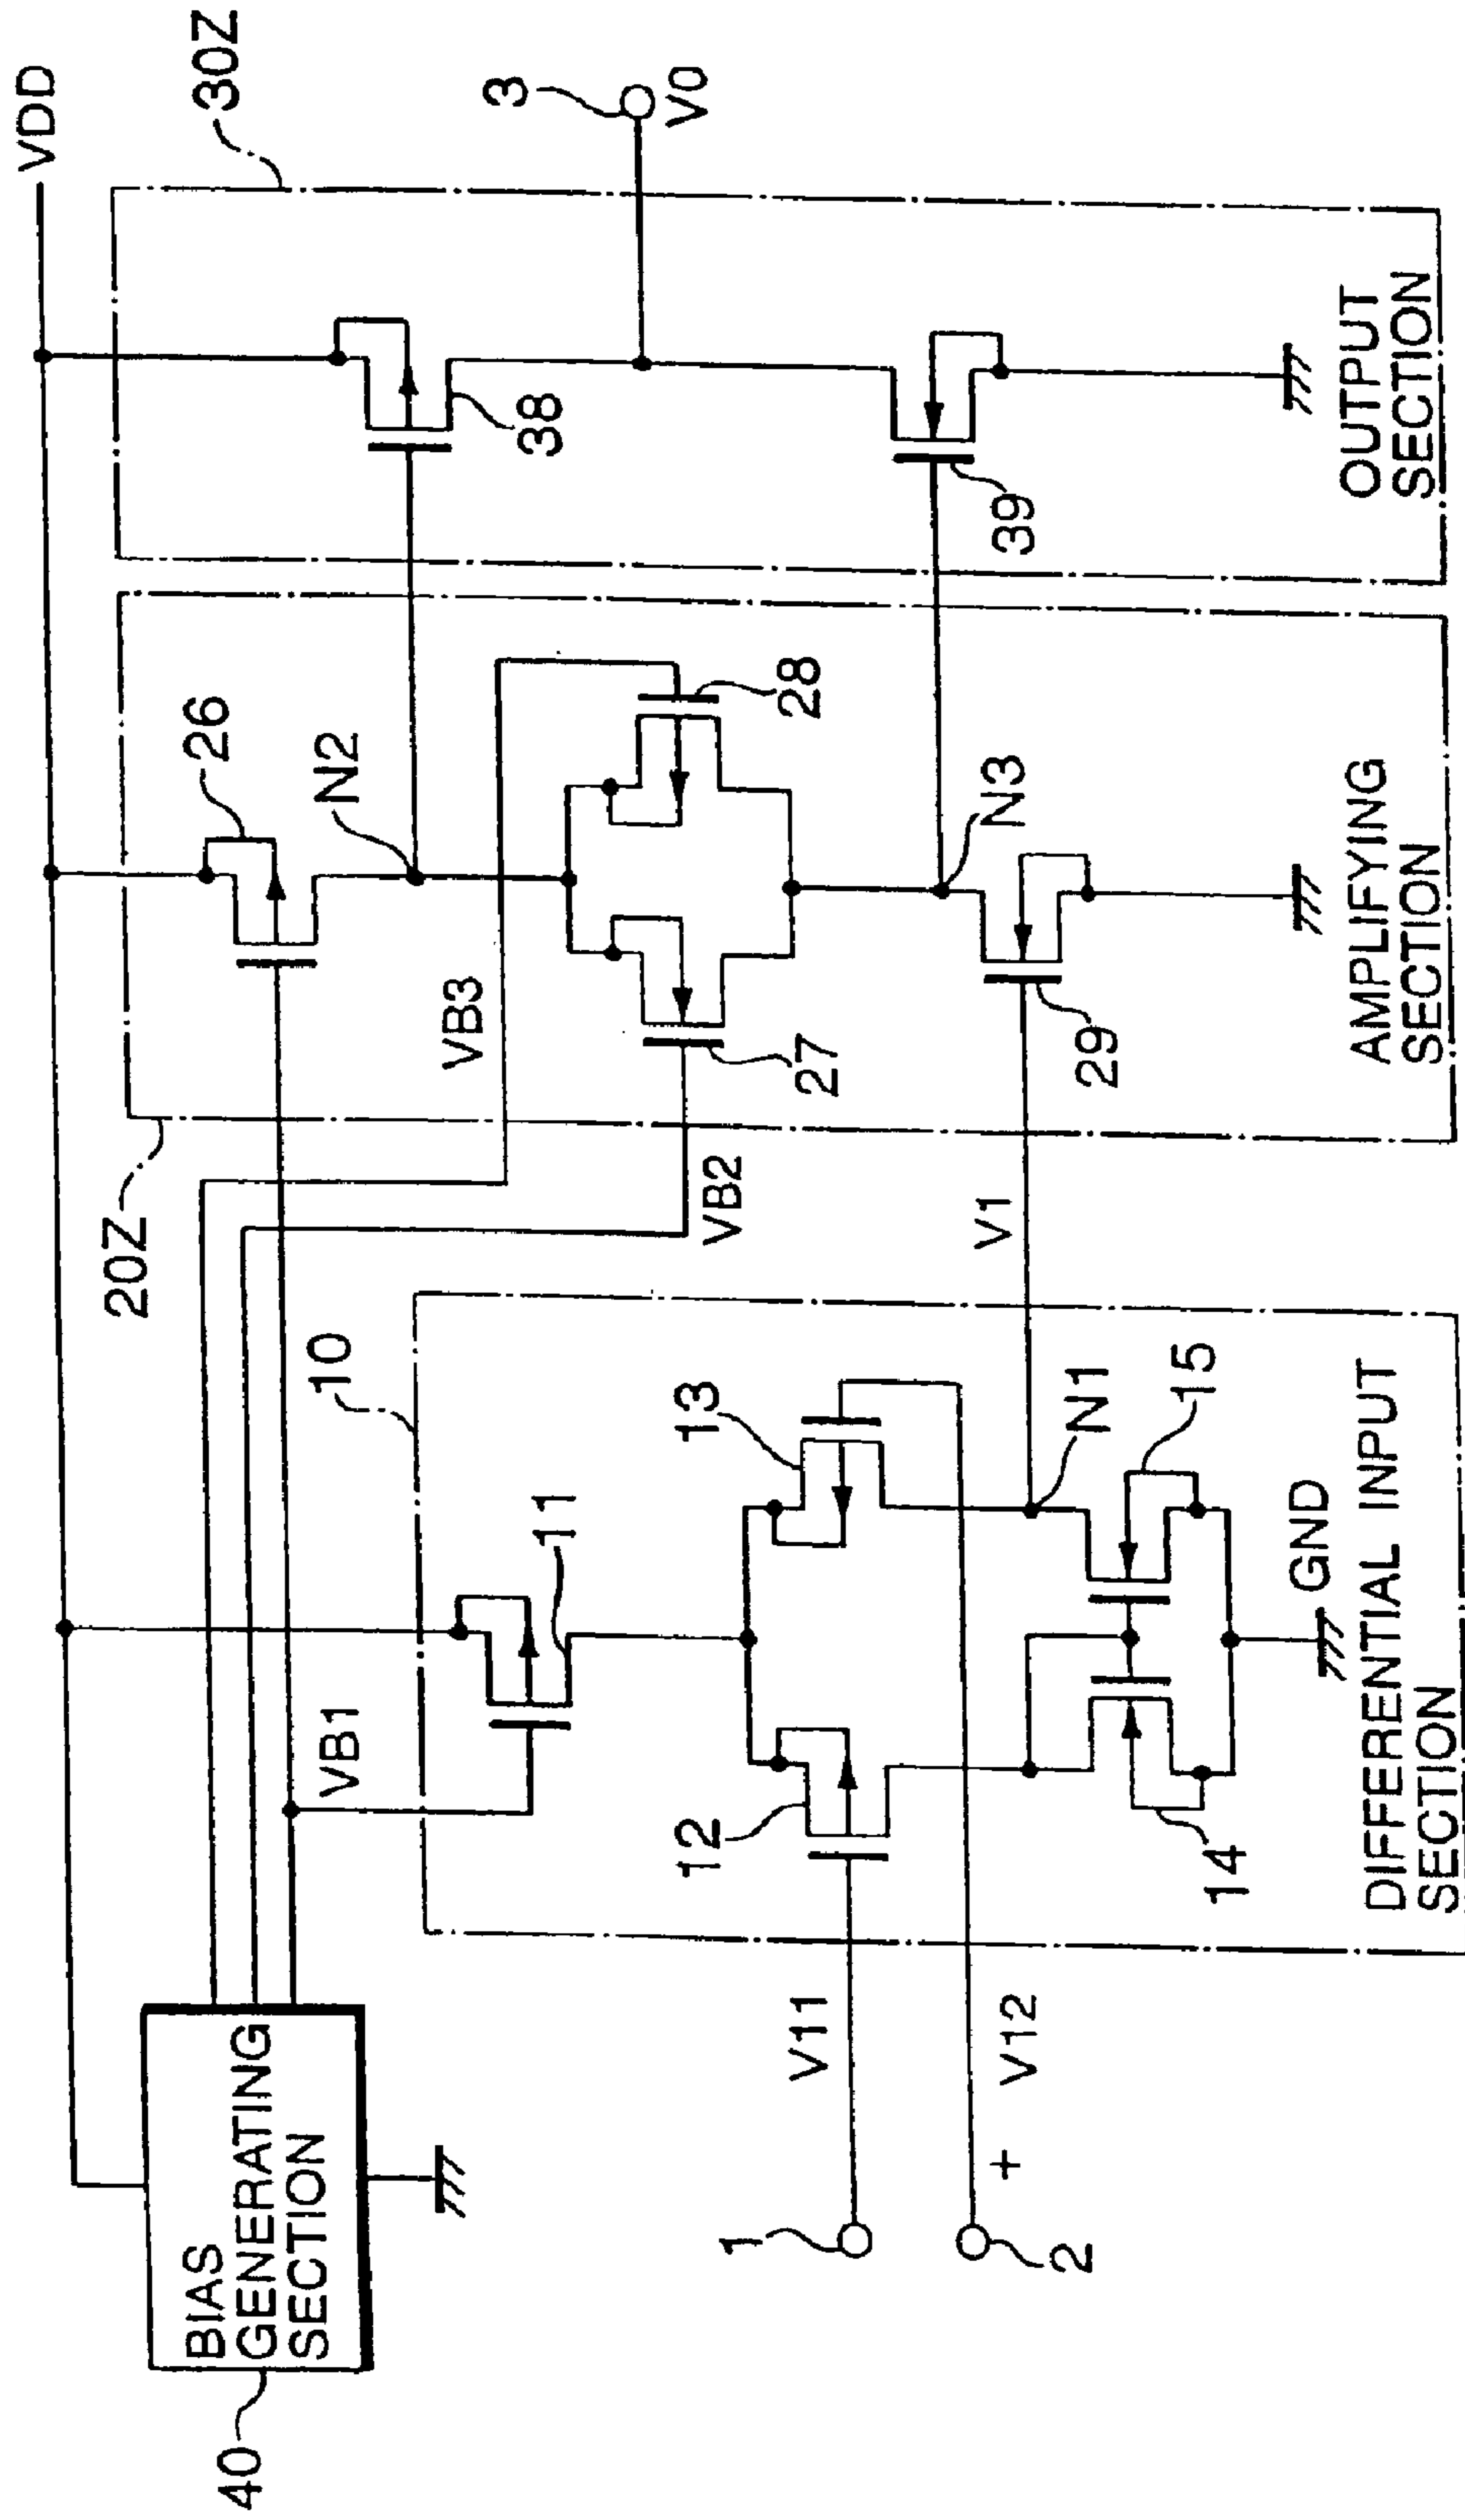 VDD
40
BIAS
GENERATING
SECTION
20Z
30Z
VB1
10
11
VB3
26
N2
38
3
VO
1
V11
2
+
V12
12
13
VB2
27
28
V1
N3
39
14
N1
15
29
GND
DIFFERENTIAL INPUT
SECTION
AMPLIFYING
SECTION
OUTPUT
SECTION